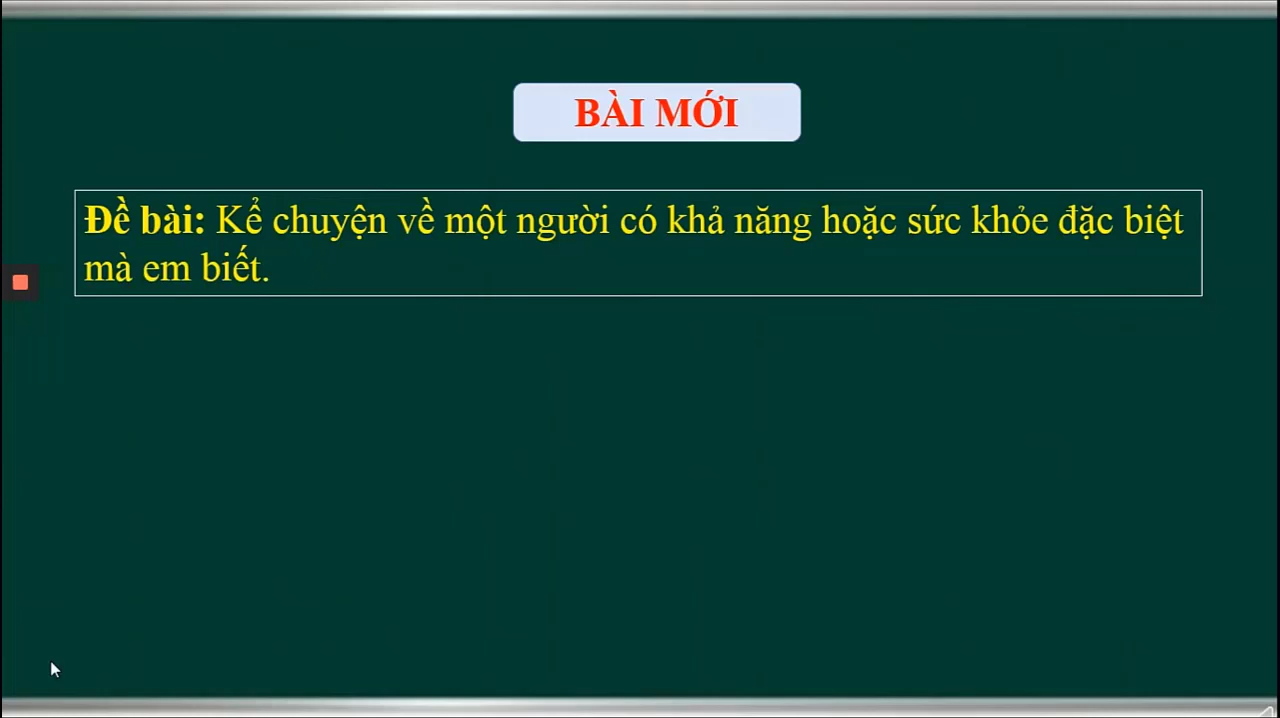 BÀI MỚI
Đề bài: Kể chuyện về một người có khả năng hoặc sức khỏe đặc biệt
mà em biết.